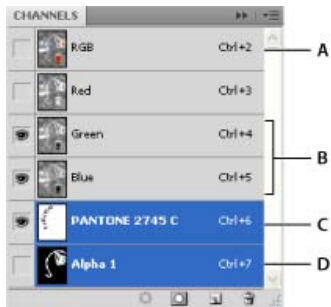 CHANNELS
RGB Ctrl+2 A
Red Ctrl+3
Green Ctrl+4
B
Blue Ctrl+5
PANTONE 2745 C Ctrl+6 C
Alpha 1 Ctrl+7 D